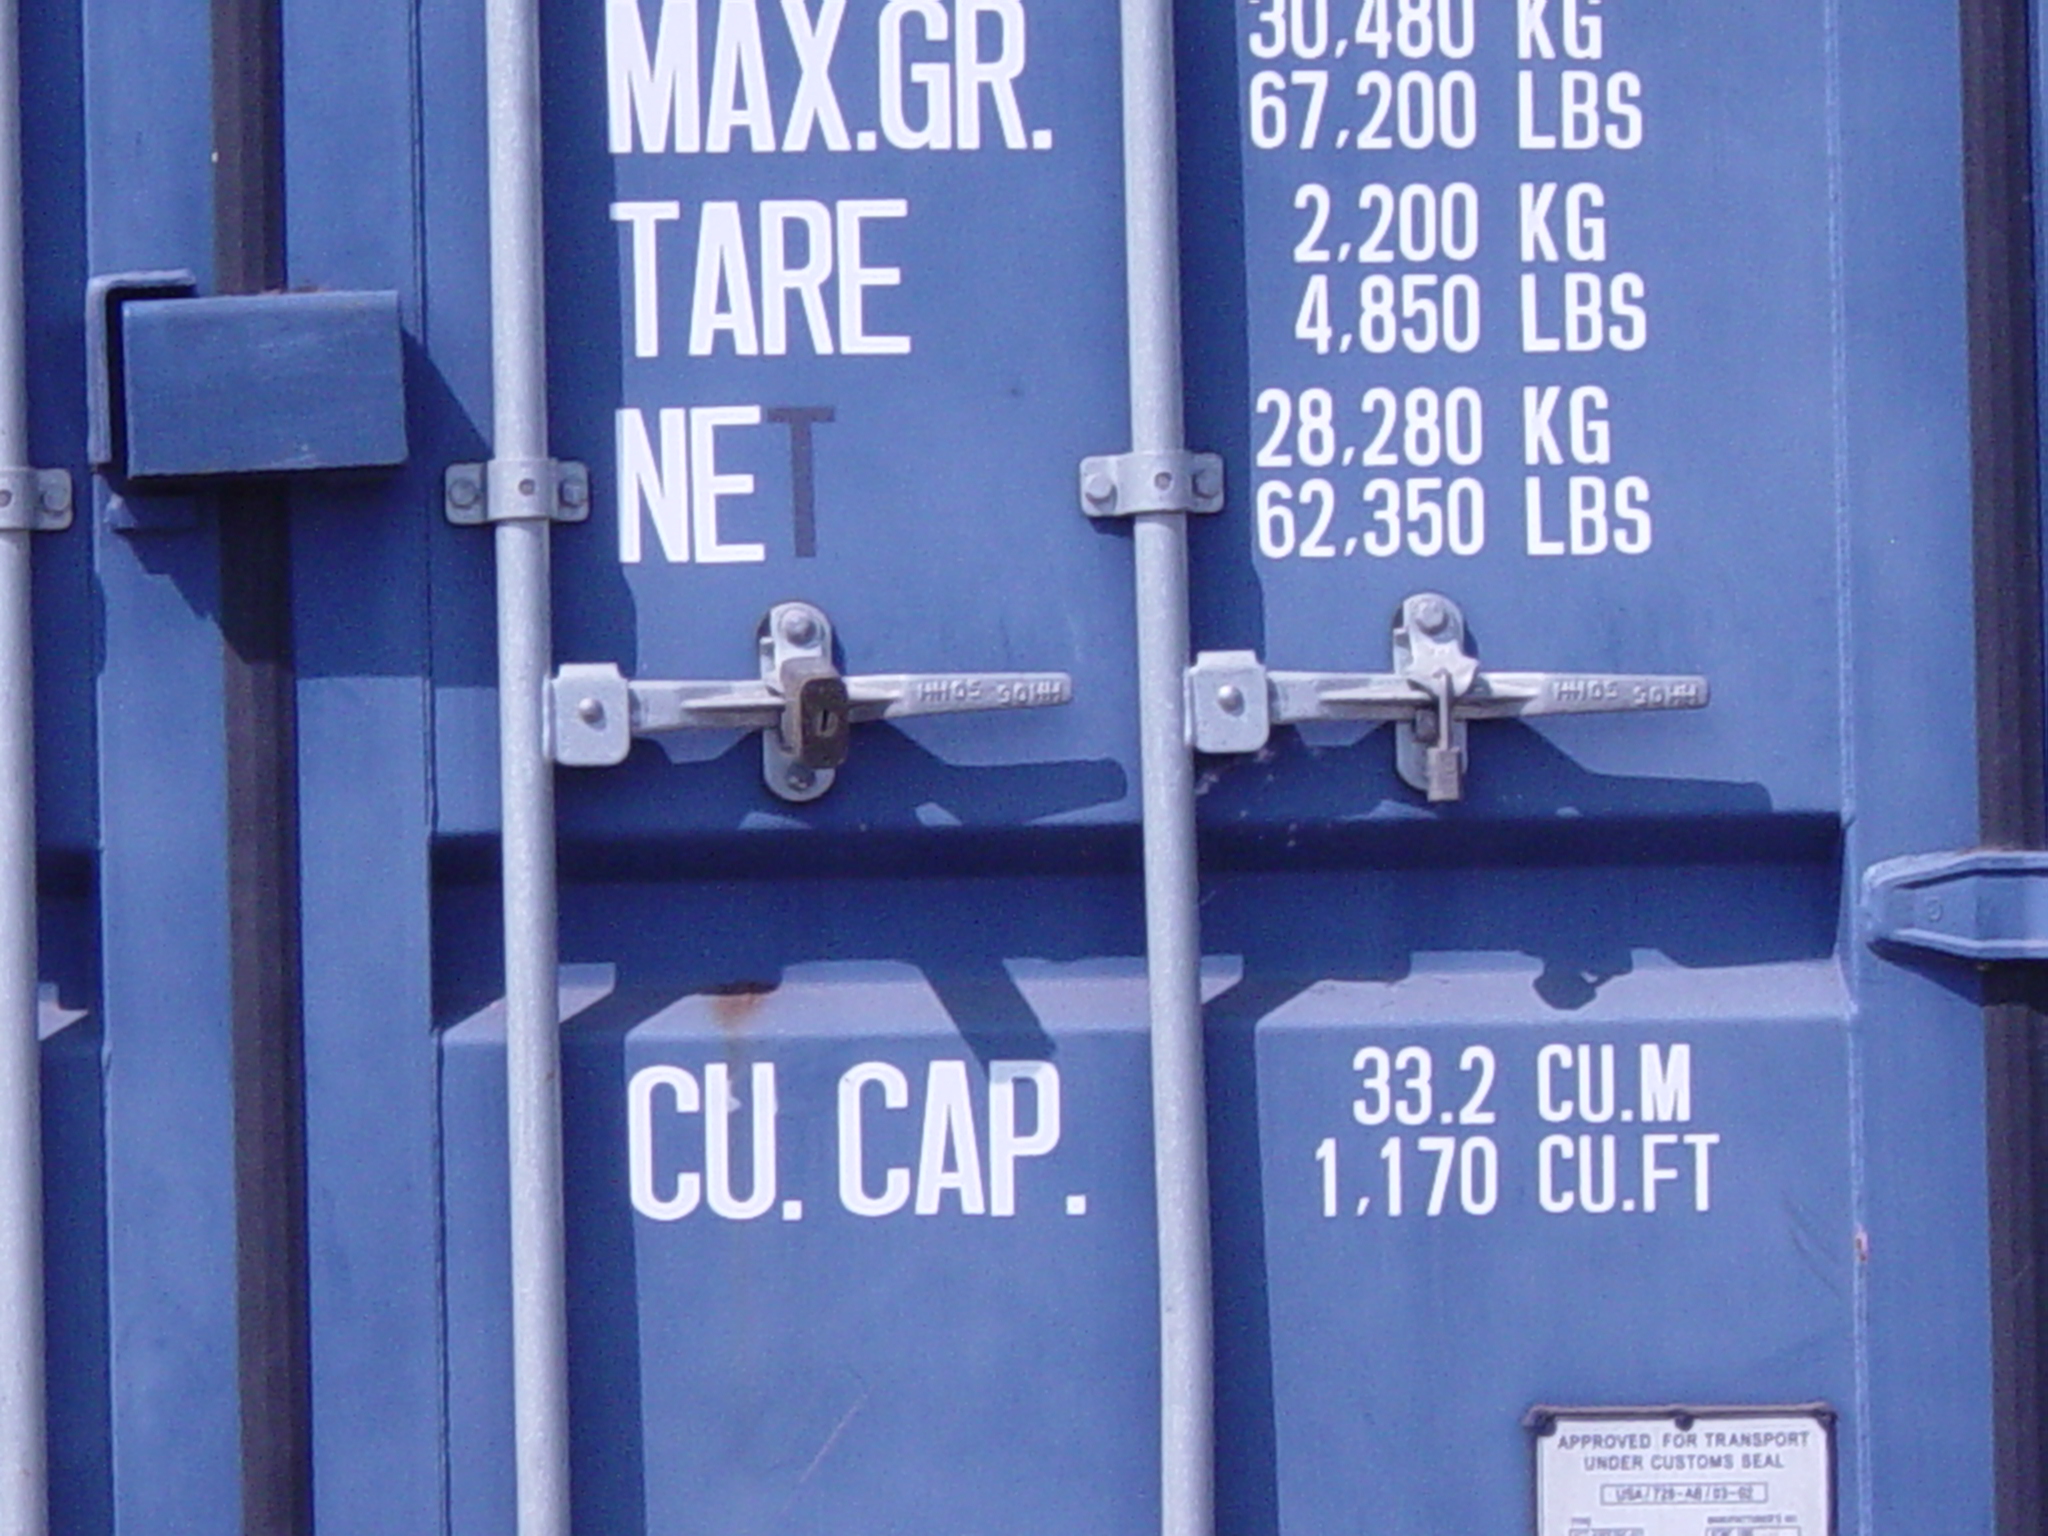 MAX.GR. 30,480 KG
67,200 LBS
TARE 2,200 KG
4,850 LBS
NET 28,280 KG
62,350 LBS
CU. CAP. 33.2 CU.M
1,170 CU.FT
APPROVED FOR TRANSPORT
UNDER CUSTOMS SEAL